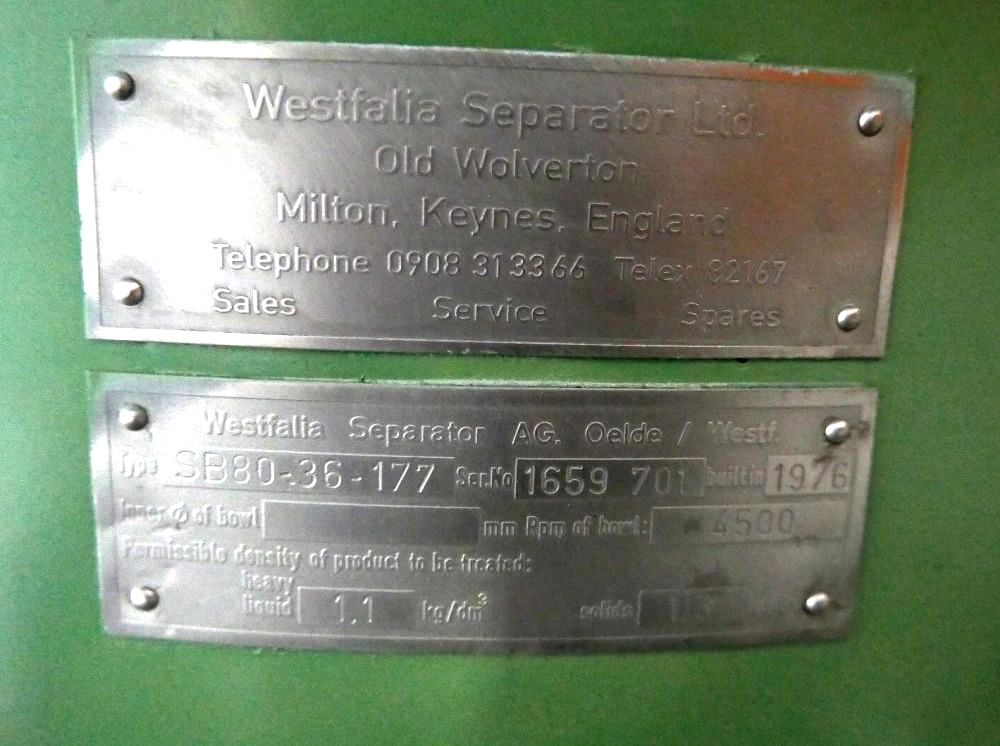 Westfalia Separator Ltd.
Old Wolverton
Milton, Keynes, England
Telephone 0908 313366 Telex 82167
Sales Service Spares
Westfalia Separator AG. Oelde / Westf.
Type SB80-36-177 Ser.No 1659 701 built in 1976
Inner Ø of bowl mm Rpm of bowl: 4500
Permissible density of product to be treated:
heavy
liquid 1,1 kg/dm³ solids